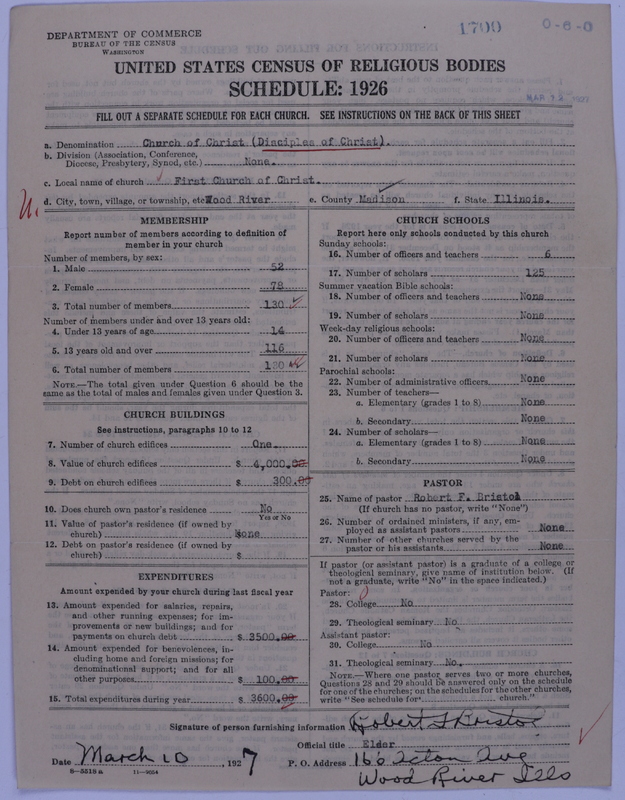 1700
0-6-0
DEPARTMENT OF COMMERCE
BUREAU OF THE CENSUS
WASHINGTON
UNITED STATES CENSUS OF RELIGIOUS BODIES
SCHEDULE: 1926
MAR 12 1927
FILL OUT A SEPARATE SCHEDULE FOR EACH CHURCH. SEE INSTRUCTIONS ON THE BACK OF THIS SHEET
a. Denomination Church of Christ (Disciples of Christ).
b. Division (Association, Conference,
Diocese, Presbytery, Synod, etc.) None.
c. Local name of church First Church of Christ.
d. City, town, village, or township, etc Wood River e. County Madison f. State Illinois.
MEMBERSHIP
Report number of members according to definition of
member in your church
Number of members, by sex:
1. Male 52
2. Female 78
3. Total number of members 130
Number of members under and over 13 years old:
4. Under 13 years of age 14
5. 13 years old and over 116
6. Total number of members 130
NOTE.—The total given under Question 6 should be the
same as the total of males and females given under Question 3.
CHURCH BUILDINGS
See instructions, paragraphs 10 to 12
7. Number of church edifices One.
8. Value of church edifices $ 4,000.00
9. Debt on church edifices $ 300.00
10. Does church own pastor's residence No
Yes or No
11. Value of pastor's residence (if owned by
church) None
12. Debt on pastor's residence (if owned by
church) $
EXPENDITURES
Amount expended by your church during last fiscal year
13. Amount expended for salaries, repairs,
and other running expenses; for im-
provements or new buildings; and for
payments on church debt $ 3500.00
14. Amount expended for benevolences, in-
cluding home and foreign missions; for
denominational support; and for all
other purposes $ 100.00
15. Total expenditures during year $ 3600.00
CHURCH SCHOOLS
Report here only schools conducted by this church
Sunday schools:
16. Number of officers and teachers 6
17. Number of scholars 125
Summer vacation Bible schools:
18. Number of officers and teachers None
19. Number of scholars None
Week-day religious schools:
20. Number of officers and teachers None
21. Number of scholars None
Parochial schools:
22. Number of administrative officers None
23. Number of teachers—
a. Elementary (grades 1 to 8) None
b. Secondary None
24. Number of scholars—
a. Elementary (grades 1 to 8) None
b. Secondary None
PASTOR
25. Name of pastor Robert F. Bristol
(If church has no pastor, write "None")
26. Number of ordained ministers, if any, em-
ployed as assistant pastors None
27. Number of other churches served by the
pastor or his assistants None
If pastor (or assistant pastor) is a graduate of a college or
theological seminary, give name of institution below. (If
not a graduate, write "No" in the space indicated.)
Pastor:
28. College No
29. Theological seminary No
Assistant pastor:
30. College No
31. Theological seminary No.
NOTE.—Where one pastor serves two or more churches,
Questions 28 and 29 should be answered only on the schedule
for one of the churches; on the schedules for the other churches,
write "See schedule for church."
Signature of person furnishing information Robert F Bristol
Official title Elder
Date March 10 1927 P. O. Address 166 Acton Ave
Wood River Ills
8—5518 a 11—9054